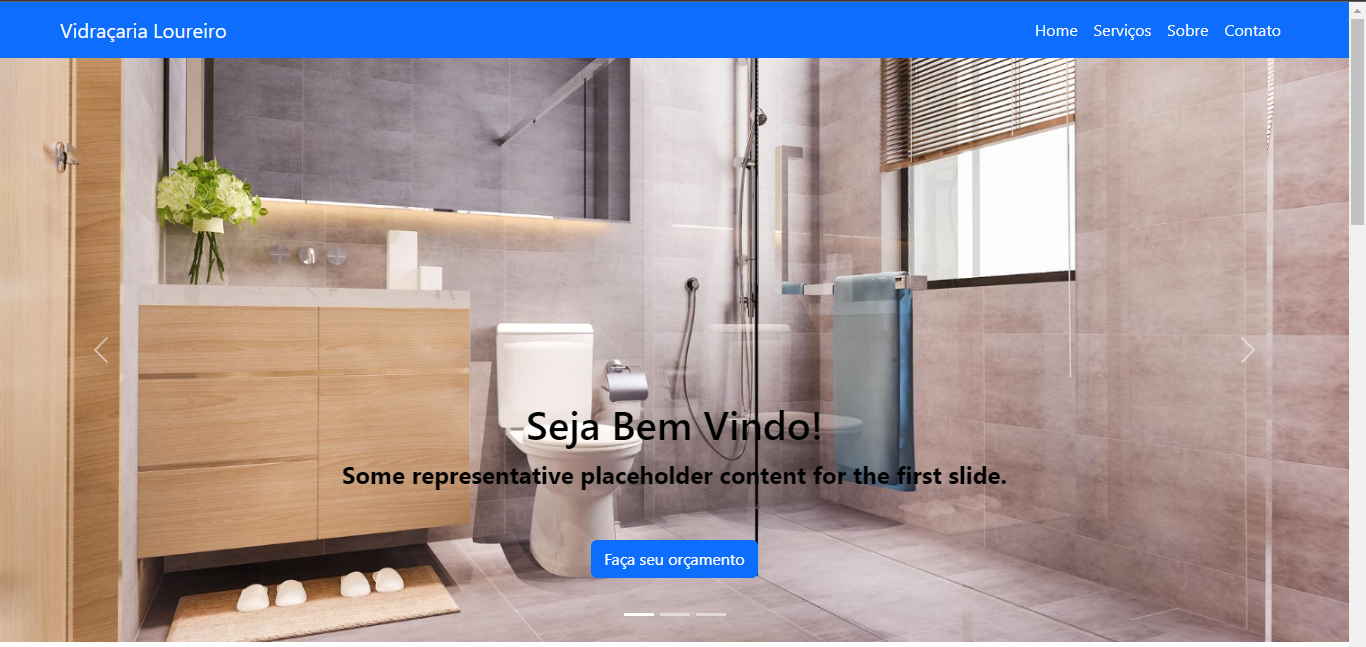 Vidraçaria Loureiro
Home Serviços Sobre Contato
Seja Bem Vindo!
Some representative placeholder content for the first slide.
Faça seu orçamento